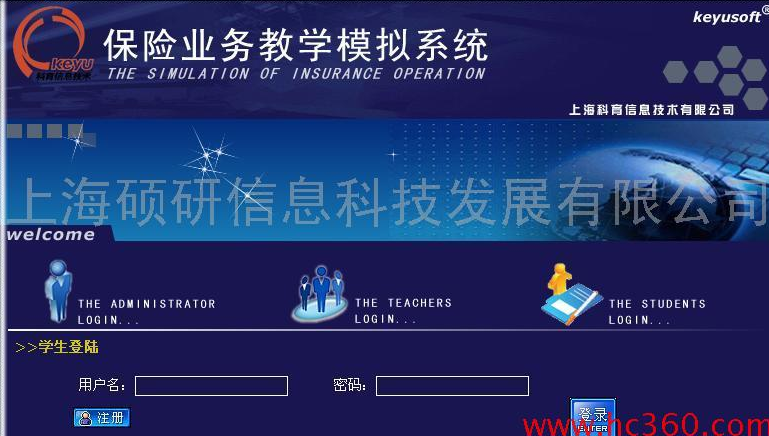 keyusoft®
keyu
科育信息技术
保险业务教学模拟系统
THE SIMULATION OF INSURANCE OPERATION
上海科育信息技术有限公司
上海硕研信息科技发展有限公司
welcome
THE ADMINISTRATOR
LOGIN...
THE TEACHERS
LOGIN...
THE STUDENTS
LOGIN...
>>学生登陆
用户名:
密码:
注册
登录
ENTER
www.hc360.com